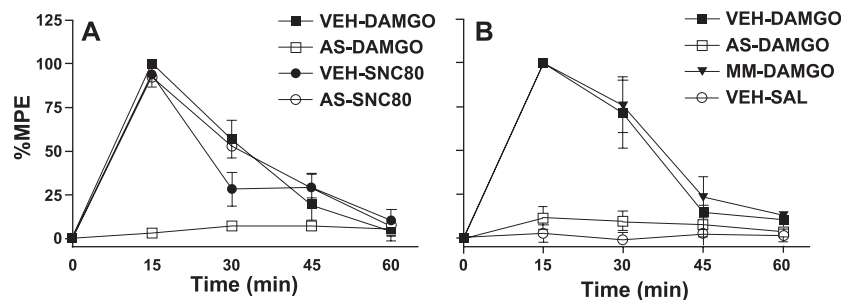 A
VEH-DAMGO
AS-DAMGO
VEH-SNC80
AS-SNC80
%MPE
125
100
75
50
25
0
0 15 30 45 60
Time (min)
B
VEH-DAMGO
AS-DAMGO
MM-DAMGO
VEH-SAL
0 15 30 45 60
Time (min)